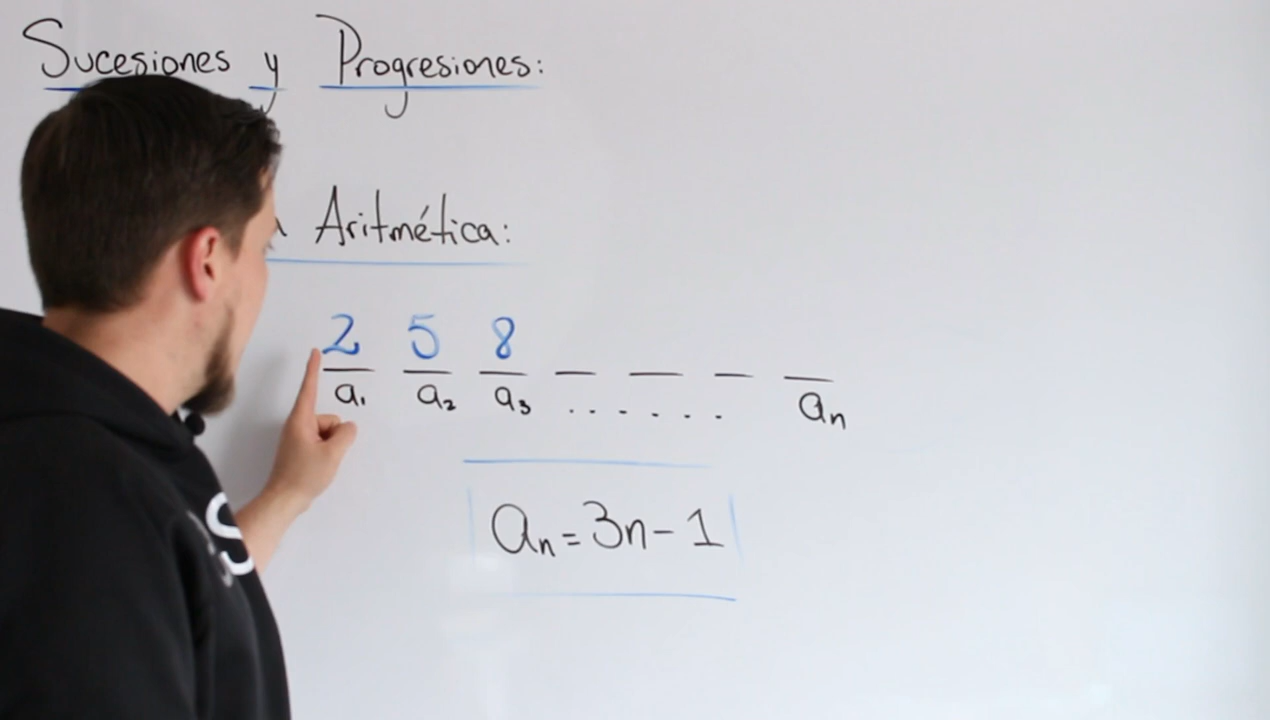 Sucesiones y Progresiones:
Aritmética:
2 5 8
a₁ a₂ a₃ . . . . . . aₙ
aₙ = 3n - 1
S